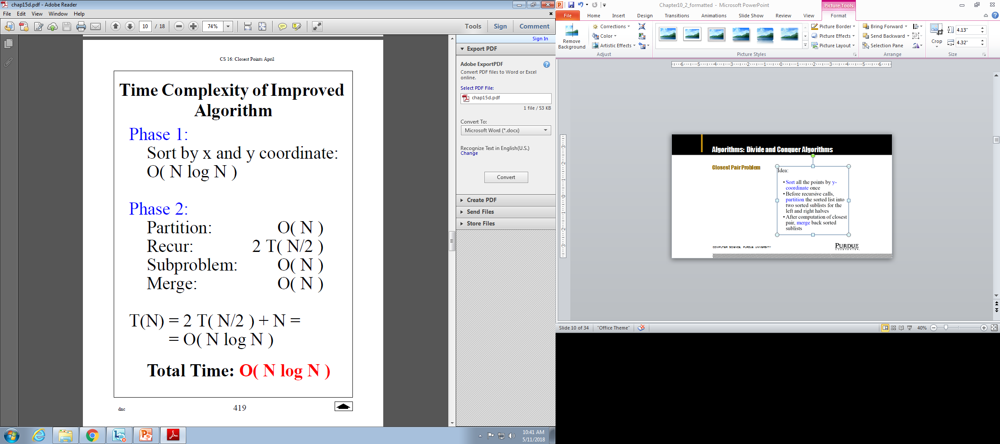 chap15d.pdf - Adobe Reader
File Edit View Window Help
10 / 18
74%
Tools Sign Comment
CS 16: Closest Points April
Time Complexity of Improved
Algorithm
Phase 1:
Sort by x and y coordinate:
O( N log N )
Phase 2:
Partition: O( N )
Recur: 2 T( N/2 )
Subproblem: O( N )
Merge: O( N )
T(N) = 2 T( N/2 ) + N =
= O( N log N )
Total Time: O( N log N )
dnc 419
Sign In
Export PDF
Adobe ExportPDF
Convert PDF files to Word or Excel
online.
Select PDF File:
chap15d.pdf
1 file / 53 KB
Convert To:
Microsoft Word (*.docx)
Recognize Text in English(U.S.)
Change
Convert
Create PDF
Send Files
Store Files
10:41 AM
5/11/2018
Chapter10_2_formatted - Microsoft PowerPoint
Picture Tools
File Home Insert Design Transitions Animations Slide Show Review View Format
Remove
Background
Corrections
Color
Artistic Effects
Adjust
Picture Styles
Picture Border
Picture Effects
Picture Layout
Bring Forward
Send Backward
Selection Pane
Arrange
Crop
4.13"
4.32"
Size
6 5 4 3 2 1 0 1 2 3 4 5 6
3 2 1 0 1 2 3
Algorithms: Divide and Conquer Algorithms
Closest Pair Problem
Idea:
• Sort all the points by y-
coordinate once
• Before recursive calls,
partition the sorted list into
two sorted sublists for the
left and right halves
• After computation of closest
pair, merge back sorted
sublists
COMPUTER SCIENCE, PURDUE UNIVERSITY
PURDUE
UNIVERSITY
Slide 10 of 34
"Office Theme"
40%